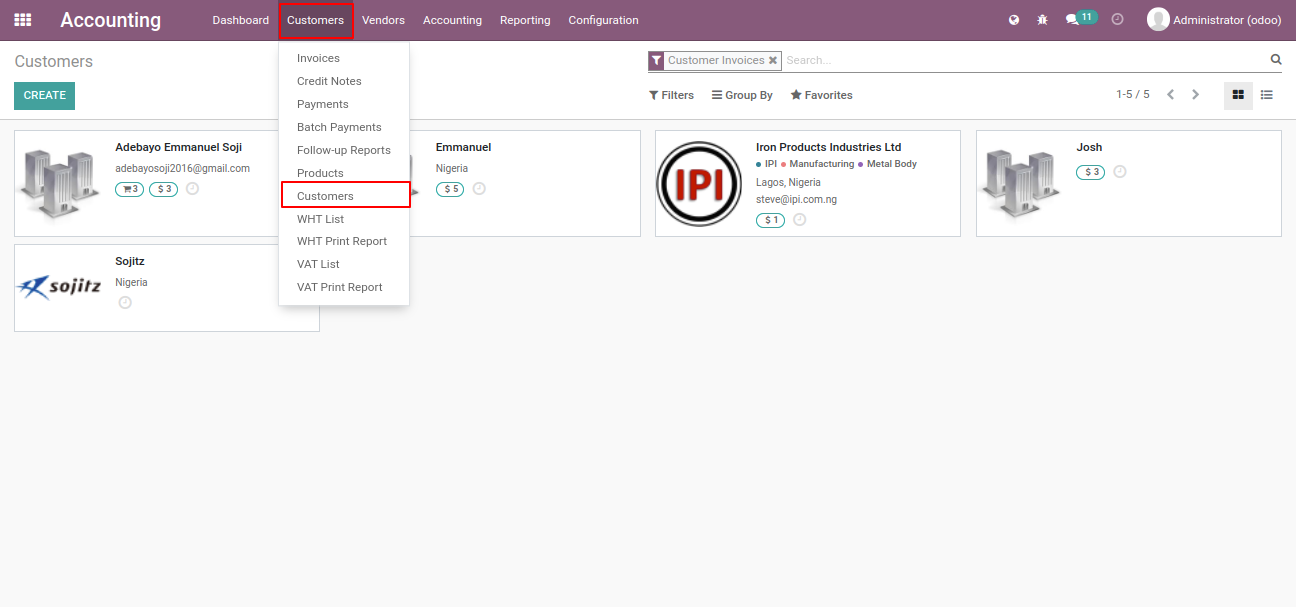 Accounting
Dashboard
Customers
Vendors
Accounting
Reporting
Configuration
11
Administrator (odoo)
Customers
Customer Invoices
Search...
CREATE
Filters
Group By
Favorites
1-5 / 5
Invoices
Credit Notes
Payments
Batch Payments
Follow-up Reports
Products
Customers
WHT List
WHT Print Report
VAT List
VAT Print Report
Adebayo Emmanuel Soji
adebayosoji2016@gmail.com
3 $ 3
Emmanuel
Nigeria
$ 5
IPI
Iron Products Industries Ltd
IPI Manufacturing Metal Body
Lagos, Nigeria
steve@ipi.com.ng
$ 1
Josh
$ 3
sojitz
Sojitz
Nigeria